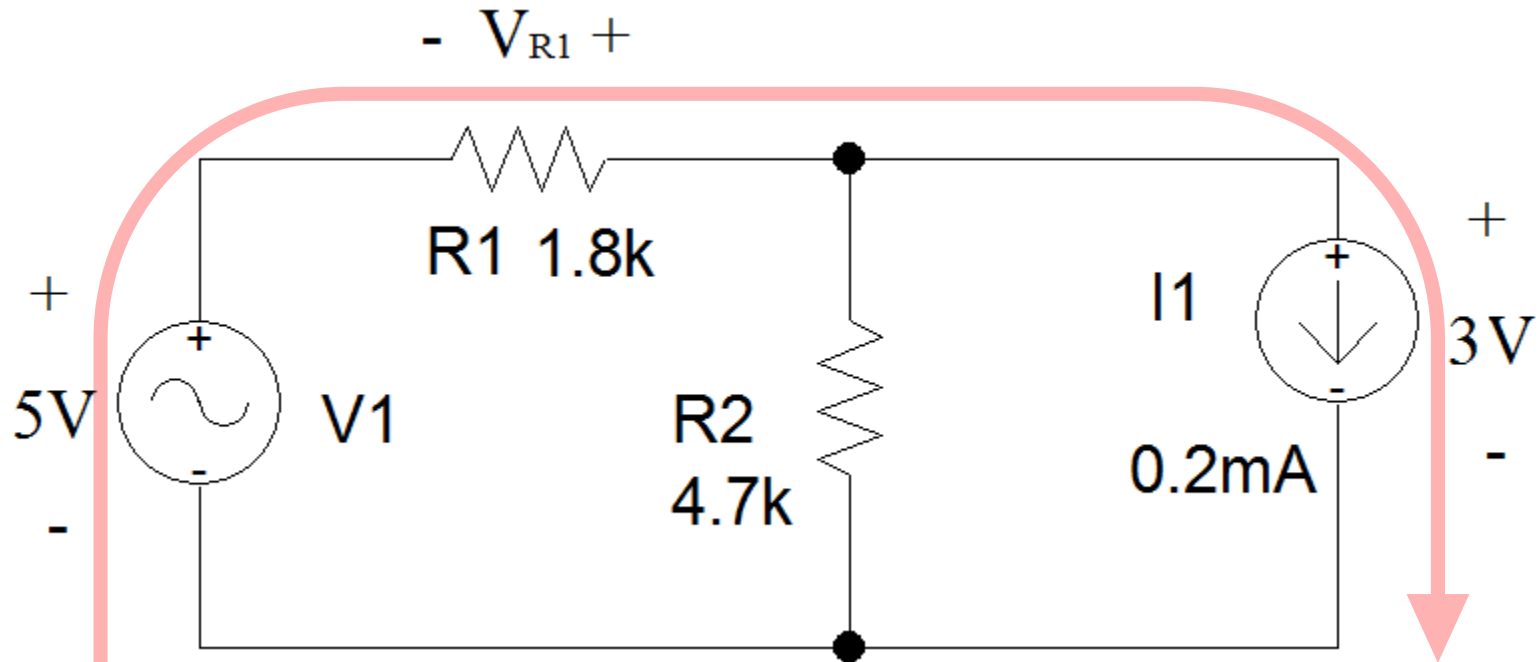 - VR1 +
R1 1.8k
+
5V
-
+
-
V1
R2
4.7k
I1
0.2mA
+
-
+
3V
-